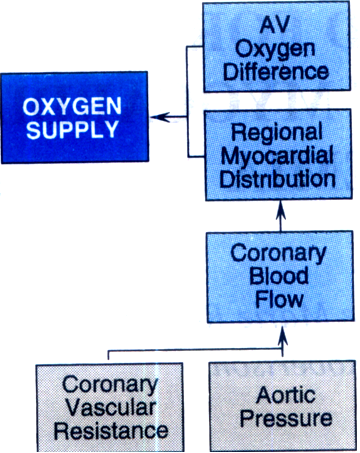 AV
Oxygen
Difference
OXYGEN
SUPPLY
Regional
Myocardial
Distribution
Coronary
Blood
Flow
Coronary
Vascular
Resistance
Aortic
Pressure